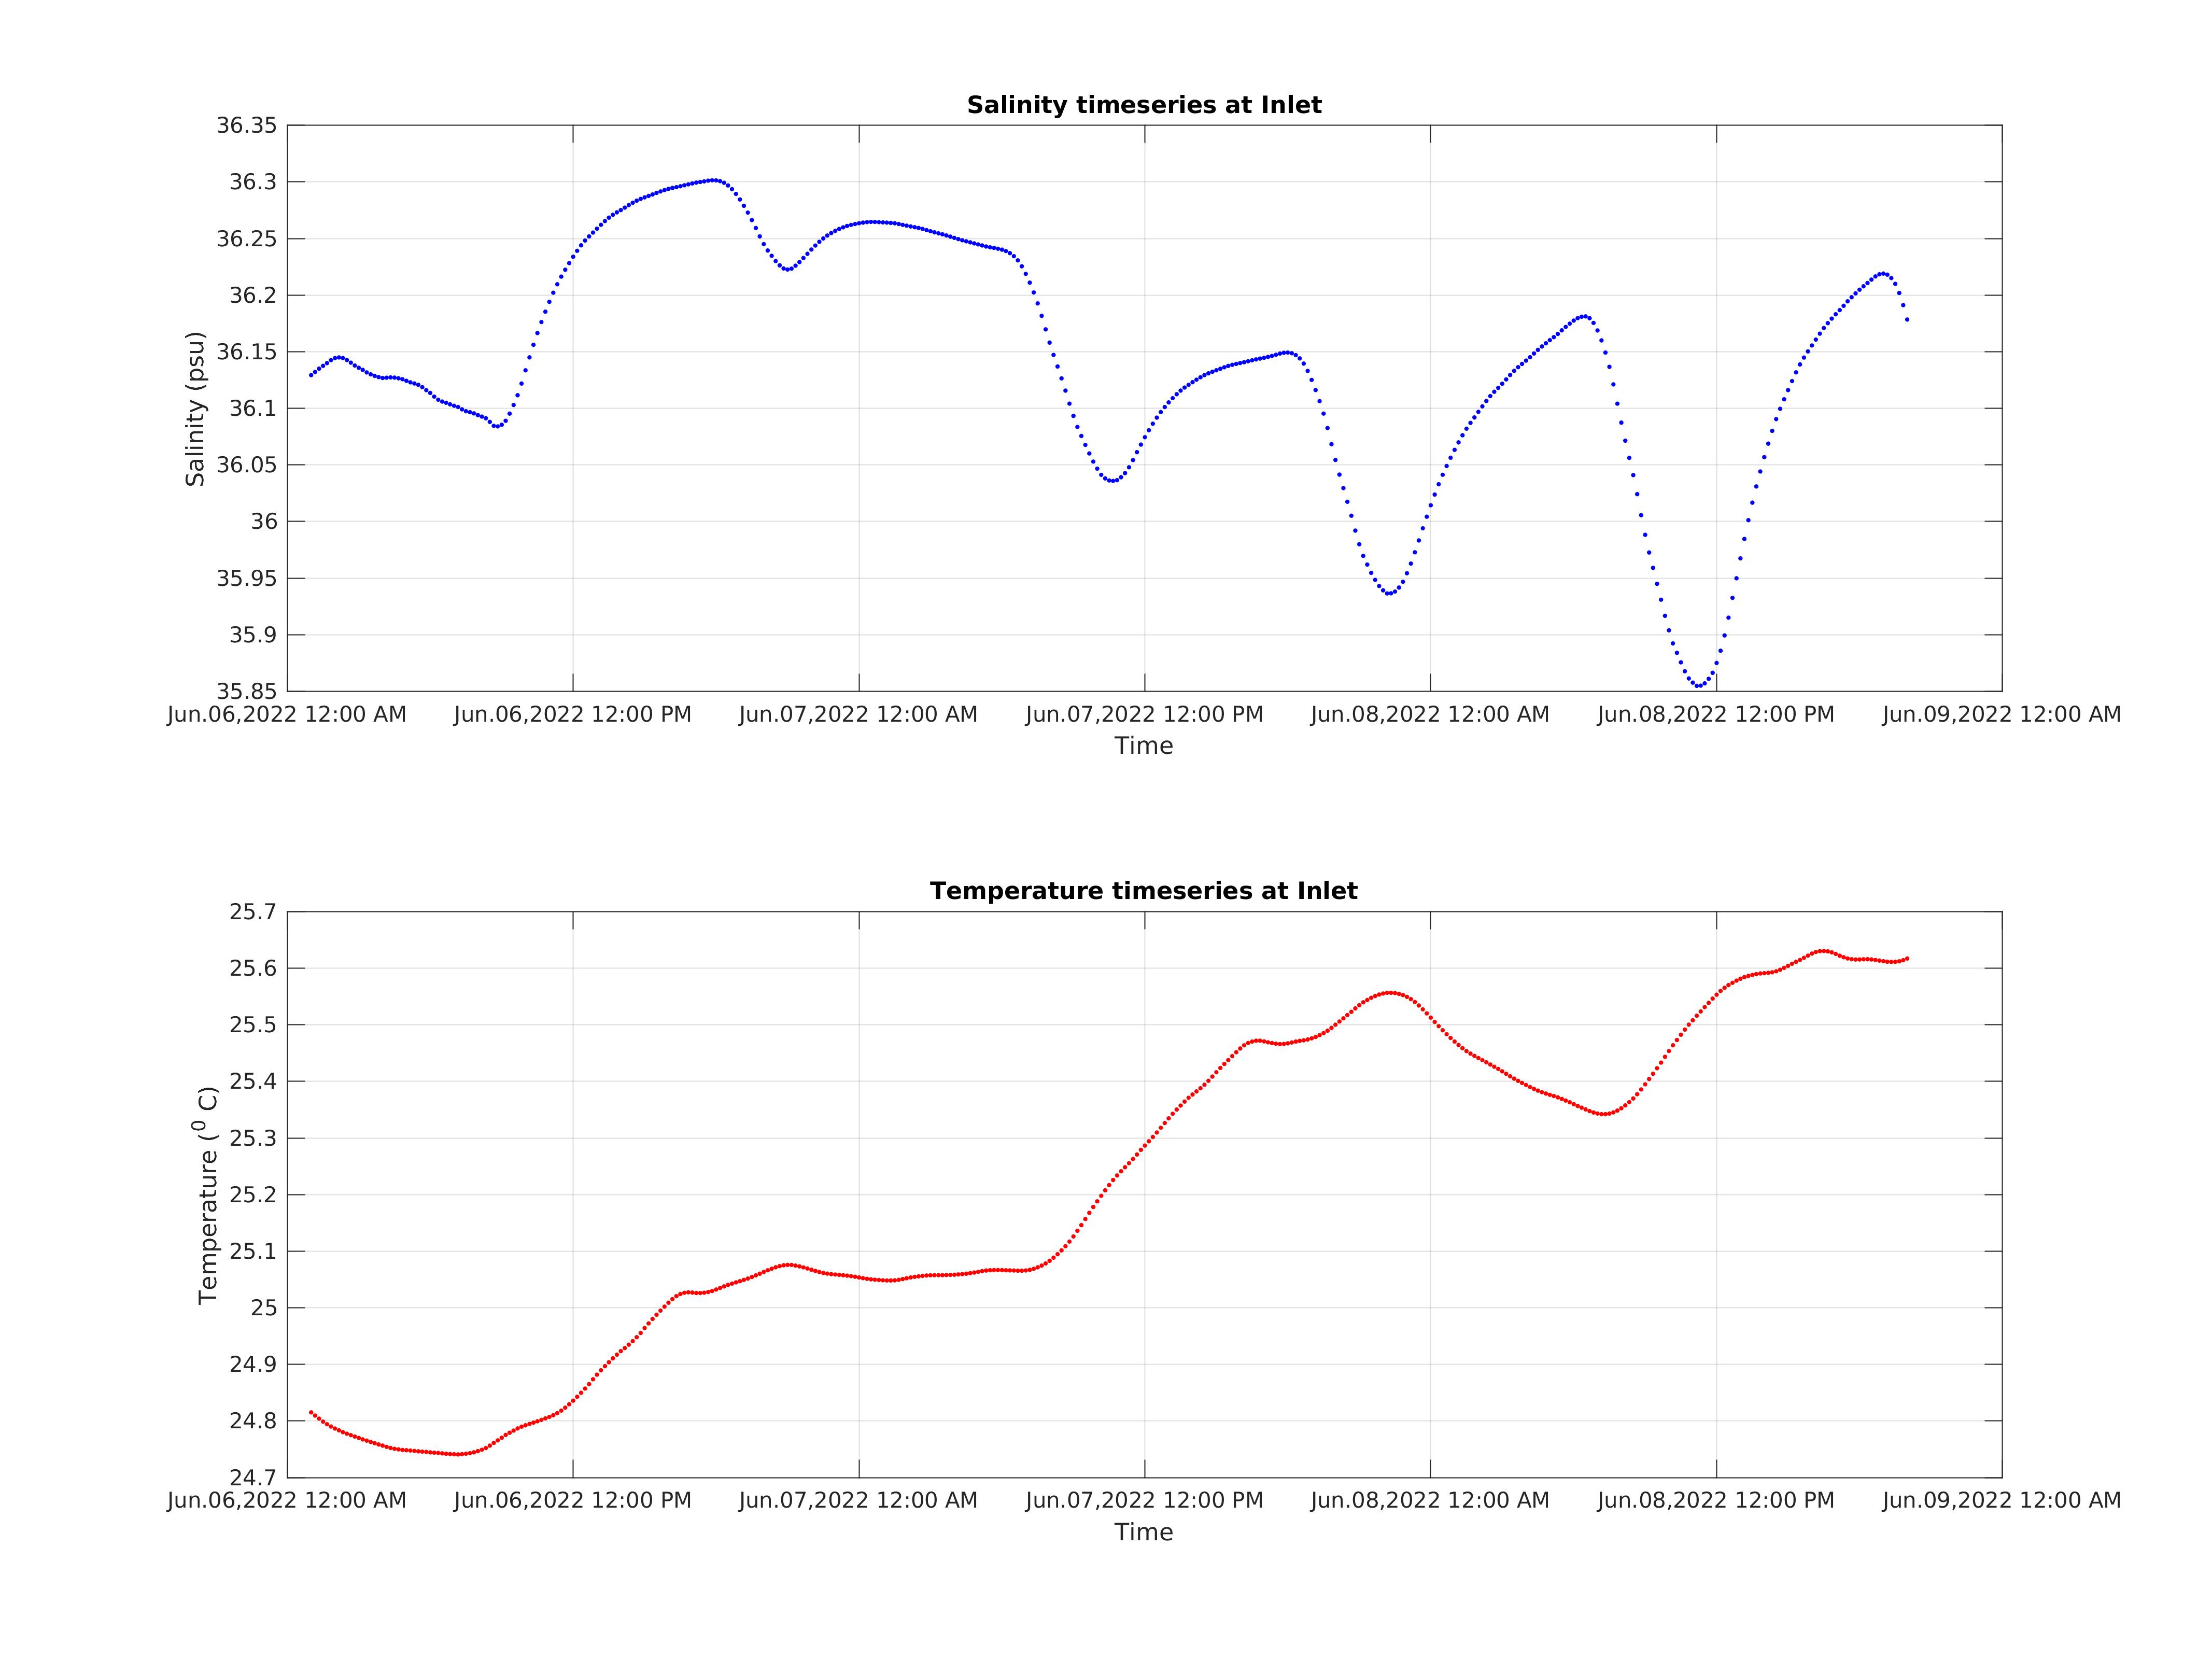 Salinity timeseries at Inlet
36.35
36.3
36.25
36.2
36.15
36.1
36.05
36
35.95
35.9
35.85
Salinity (psu)
Jun.06,2022 12:00 AM Jun.06,2022 12:00 PM Jun.07,2022 12:00 AM Jun.07,2022 12:00 PM Jun.08,2022 12:00 AM Jun.08,2022 12:00 PM Jun.09,2022 12:00 AM
Time
Temperature timeseries at Inlet
25.7
25.6
25.5
25.4
25.3
25.2
25.1
25
24.9
24.8
24.7
Temperature (⁰ C)
Jun.06,2022 12:00 AM Jun.06,2022 12:00 PM Jun.07,2022 12:00 AM Jun.07,2022 12:00 PM Jun.08,2022 12:00 AM Jun.08,2022 12:00 PM Jun.09,2022 12:00 AM
Time